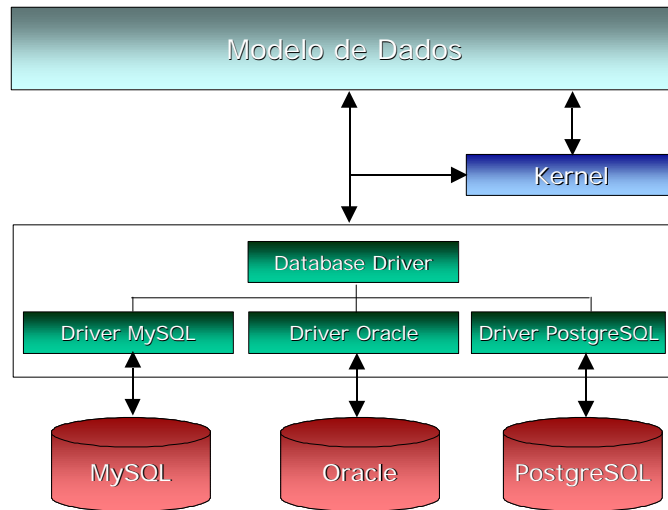 Modelo de Dados
Kernel
Database Driver
Driver MySQL
Driver Oracle
Driver PostgreSQL
MySQL
Oracle
PostgreSQL